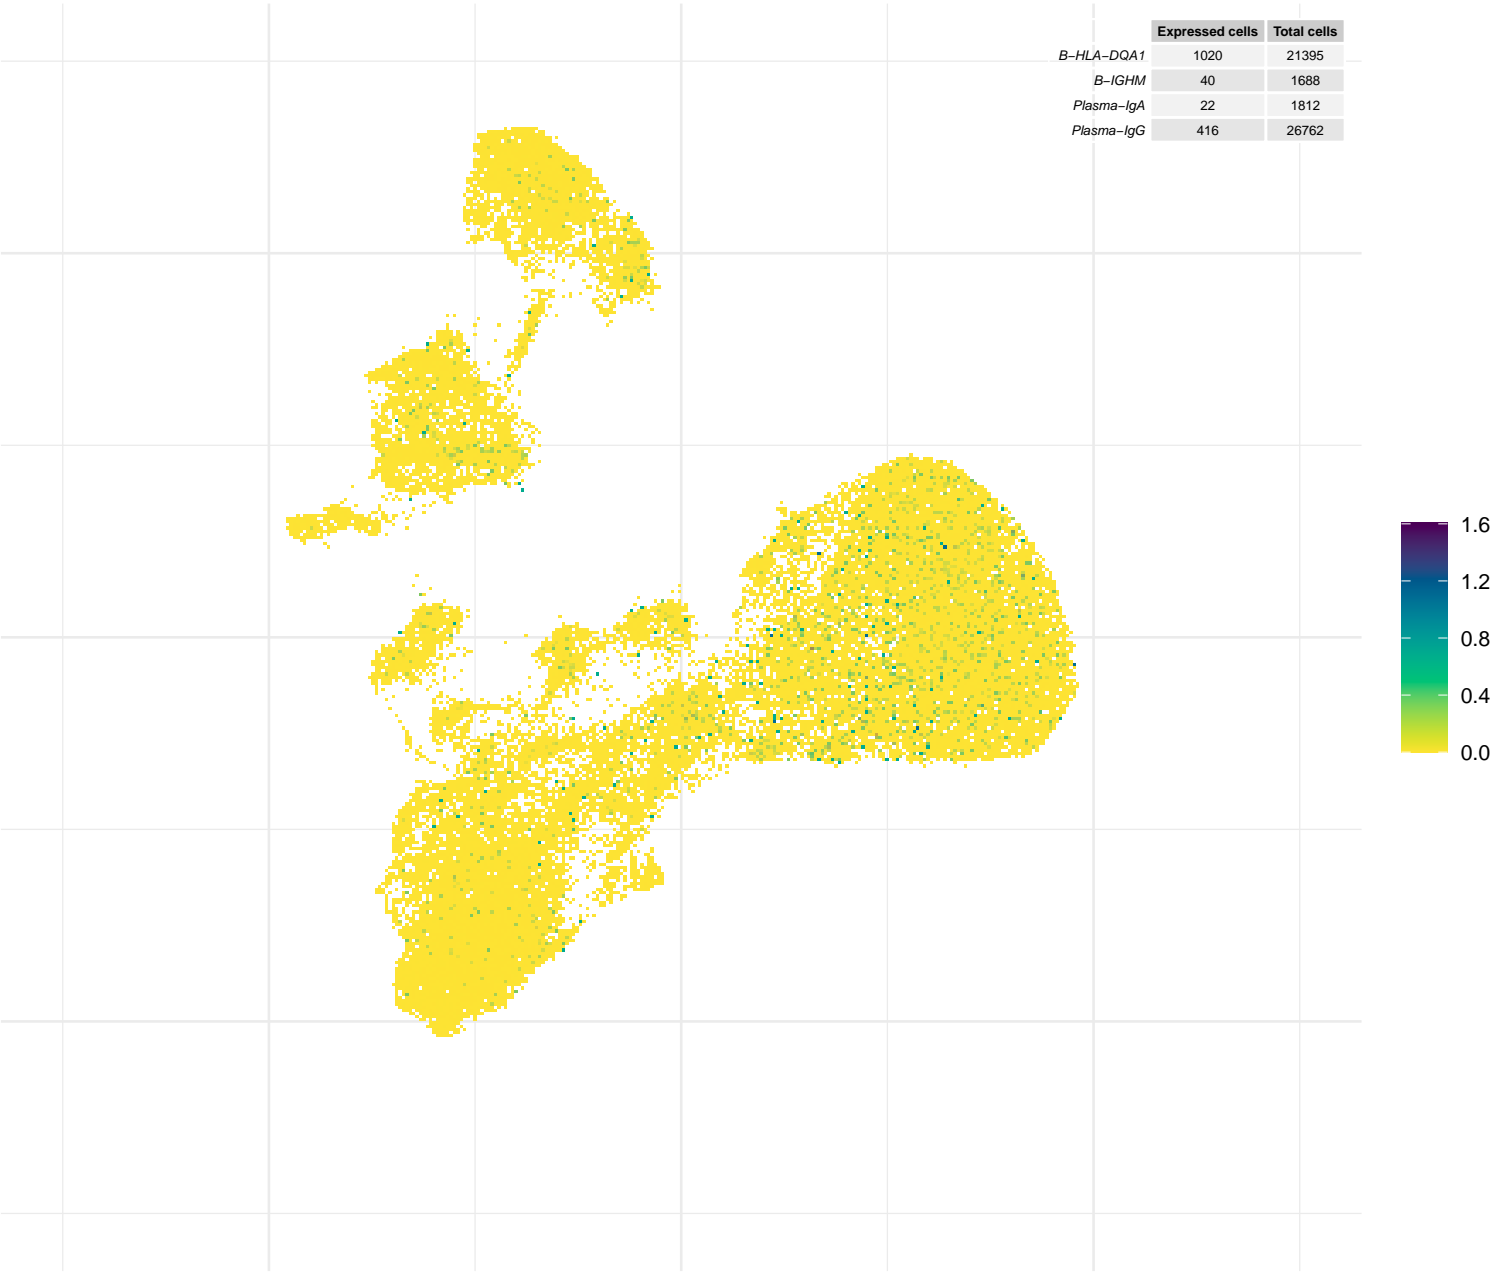 Expressed cells Total cells
B−HLA−DQA1 1020 21395
B−IGHM 40 1688
Plasma−IgA 22 1812
Plasma−IgG 416 26762
1.6
1.2
0.8
0.4
0.0